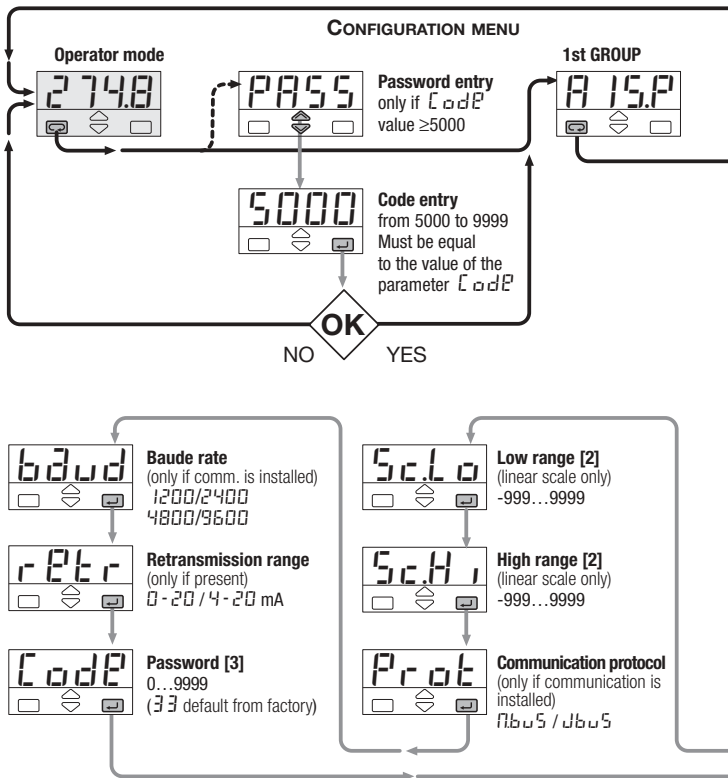 CONFIGURATION MENU
Operator mode
274.8
PASS
Password entry
only if CodE
value ≥5000
1st GROUP
A1S.P
5000
Code entry
from 5000 to 9999
Must be equal
to the value of the
parameter CodE
OK
NO
YES
baud
Baude rate
(only if comm. is installed)
1200/2400
4800/9600
rEtr
Retransmission range
(only if present)
0-20 / 4-20 mA
CodE
Password [3]
0…9999
(33 default from factory)
Sc.Lo
Low range [2]
(linear scale only)
-999…9999
Sc.Hi
High range [2]
(linear scale only)
-999…9999
Prot
Communication protocol
(only if communication is
installed)
M.buS / JbuS